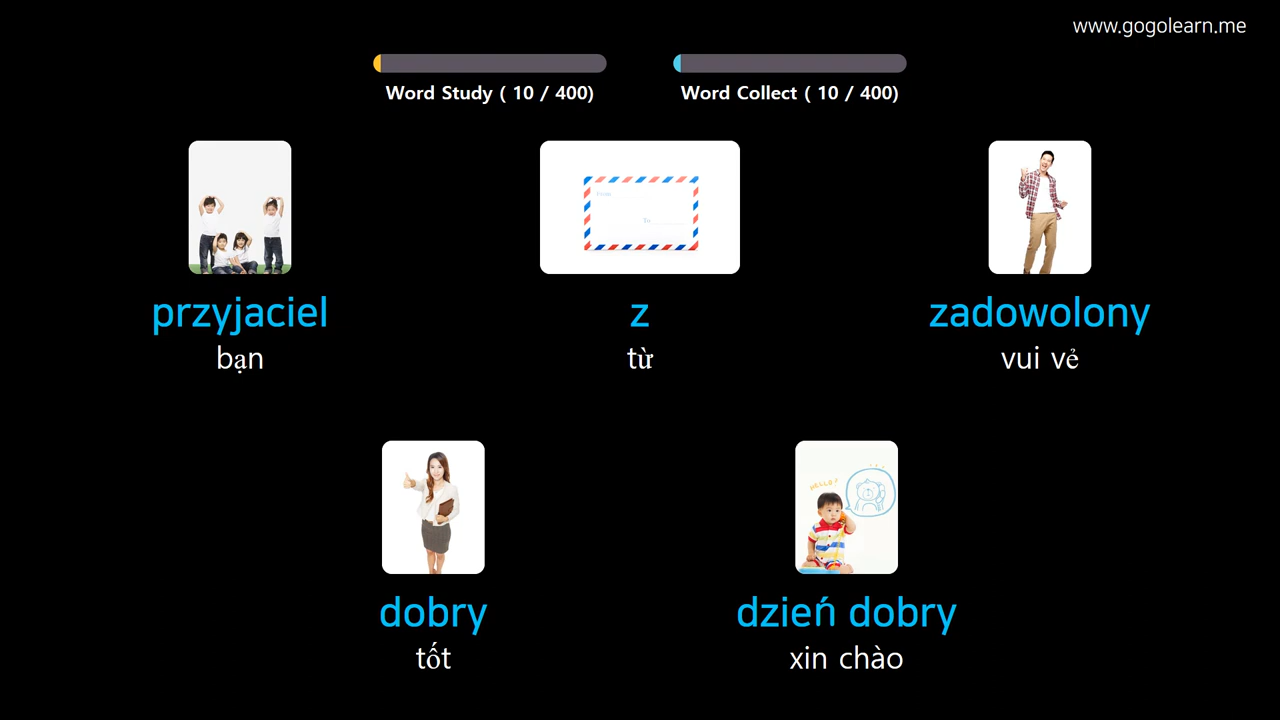 www.gogolearn.me
Word Study ( 10 / 400)
Word Collect ( 10 / 400)
przyjaciel
bạn
z
từ
zadowolony
vui vẻ
HELLO!
dobry
tốt
dzień dobry
xin chào